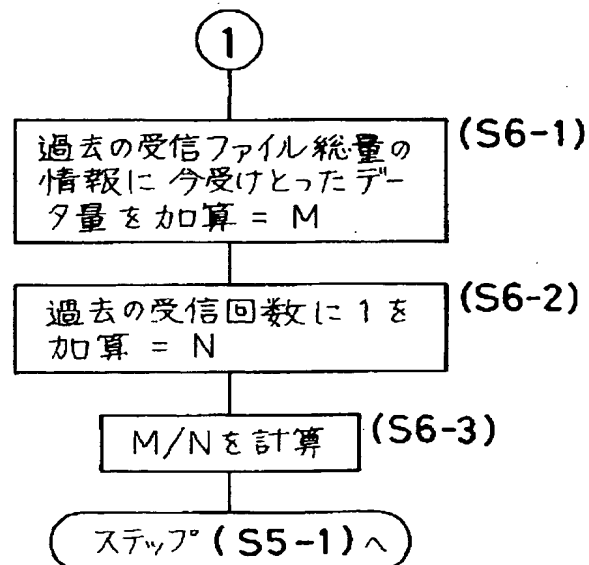 1
過去の受信ファイル総量の
情報に今受けとったデー
タ量を加算 = M
(S6-1)
過去の受信回数に1を
加算 = N
(S6-2)
M/Nを計算
(S6-3)
ステップ(S5-1)へ